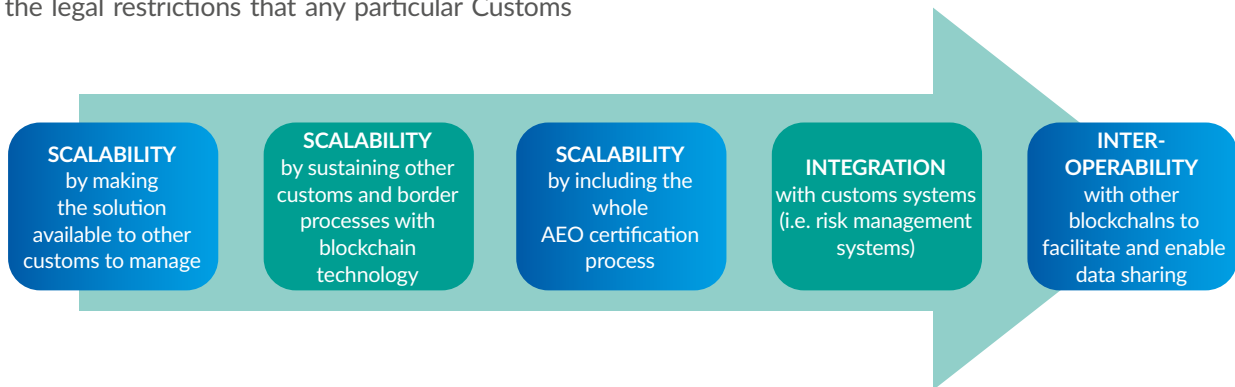 the legal restrictions that any particular Customs
SCALABILITY
by making
the solution
available to other
customs to manage
SCALABILITY
by sustaining other
customs and border
processes with
blockchain
technology
SCALABILITY
by including the
whole
AEO certification
process
INTEGRATION
with customs systems
(i.e. risk management
systems)
INTER-
OPERABILITY
with other
blockchalns to
facilitate and enable
data sharing